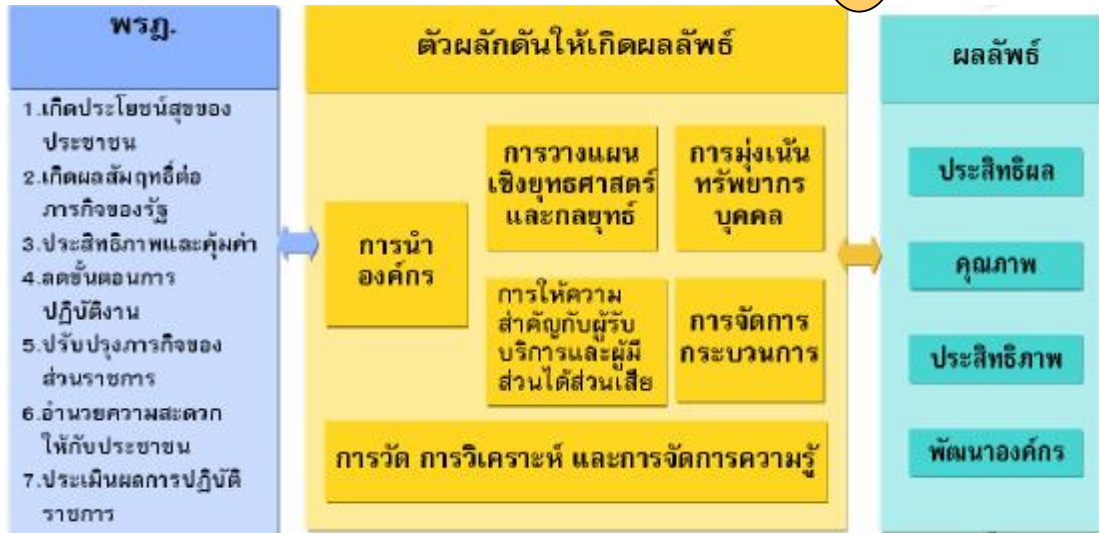 พรฎ.
1.เกิดประโยชน์สุขของ
ประชาชน
2.เกิดผลสัมฤทธิ์ต่อ
ภารกิจของรัฐ
3.ประสิทธิภาพและคุ้มค่า
4.ลดขั้นตอนการ
ปฏิบัติงาน
5.ปรับปรุงภารกิจของ
ส่วนราชการ
6.อำนวยความสะดวก
ให้กับประชาชน
7.ประเมินผลการปฏิบัติ
ราชการ
ตัวผลักดันให้เกิดผลลัพธ์
การนำ
องค์กร
การวางแผน
เชิงยุทธศาสตร์
และกลยุทธ์
การมุ่งเน้น
ทรัพยากร
บุคคล
การให้ความ
สำคัญกับผู้รับ
บริการและผู้มี
ส่วนได้ส่วนเสีย
การจัดการ
กระบวนการ
การวัด การวิเคราะห์ และการจัดการความรู้
ผลลัพธ์
ประสิทธิผล
คุณภาพ
ประสิทธิภาพ
พัฒนาองค์กร